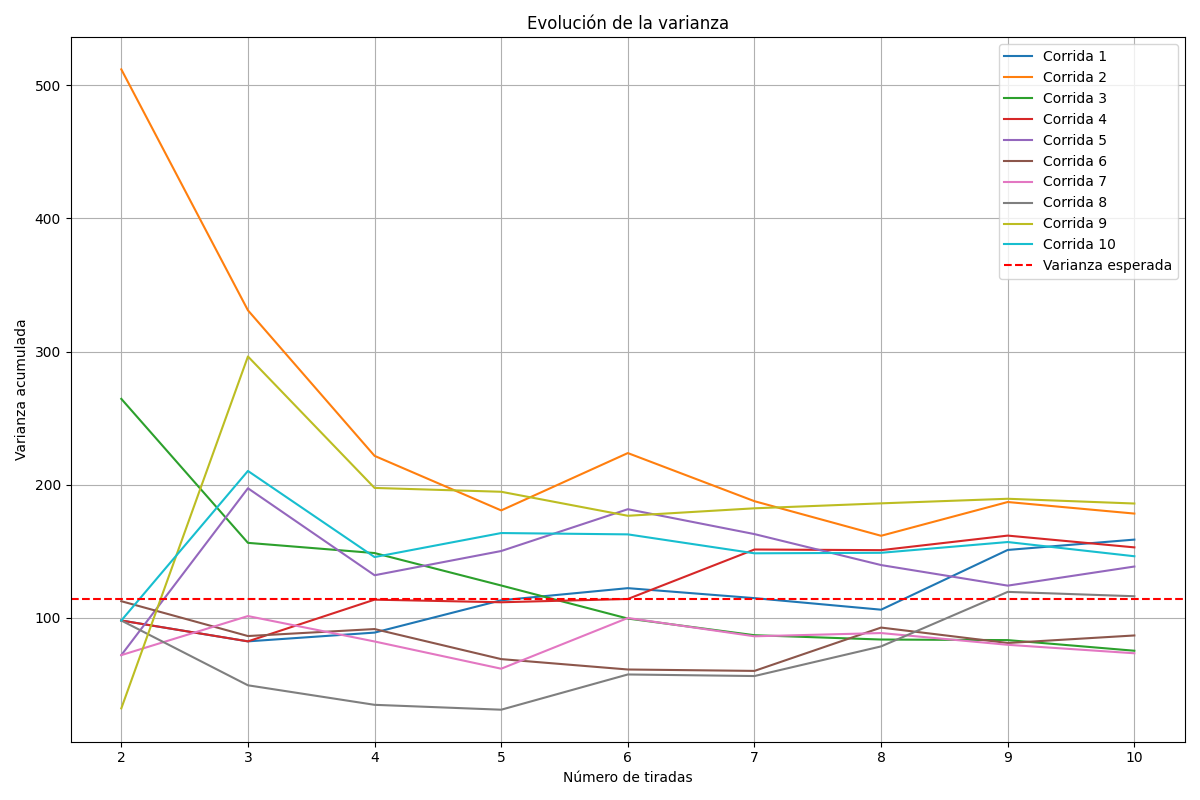 Evolución de la varianza
Varianza acumulada
500
400
300
200
100
2 3 4 5 6 7 8 9 10
Número de tiradas
Corrida 1
Corrida 2
Corrida 3
Corrida 4
Corrida 5
Corrida 6
Corrida 7
Corrida 8
Corrida 9
Corrida 10
Varianza esperada